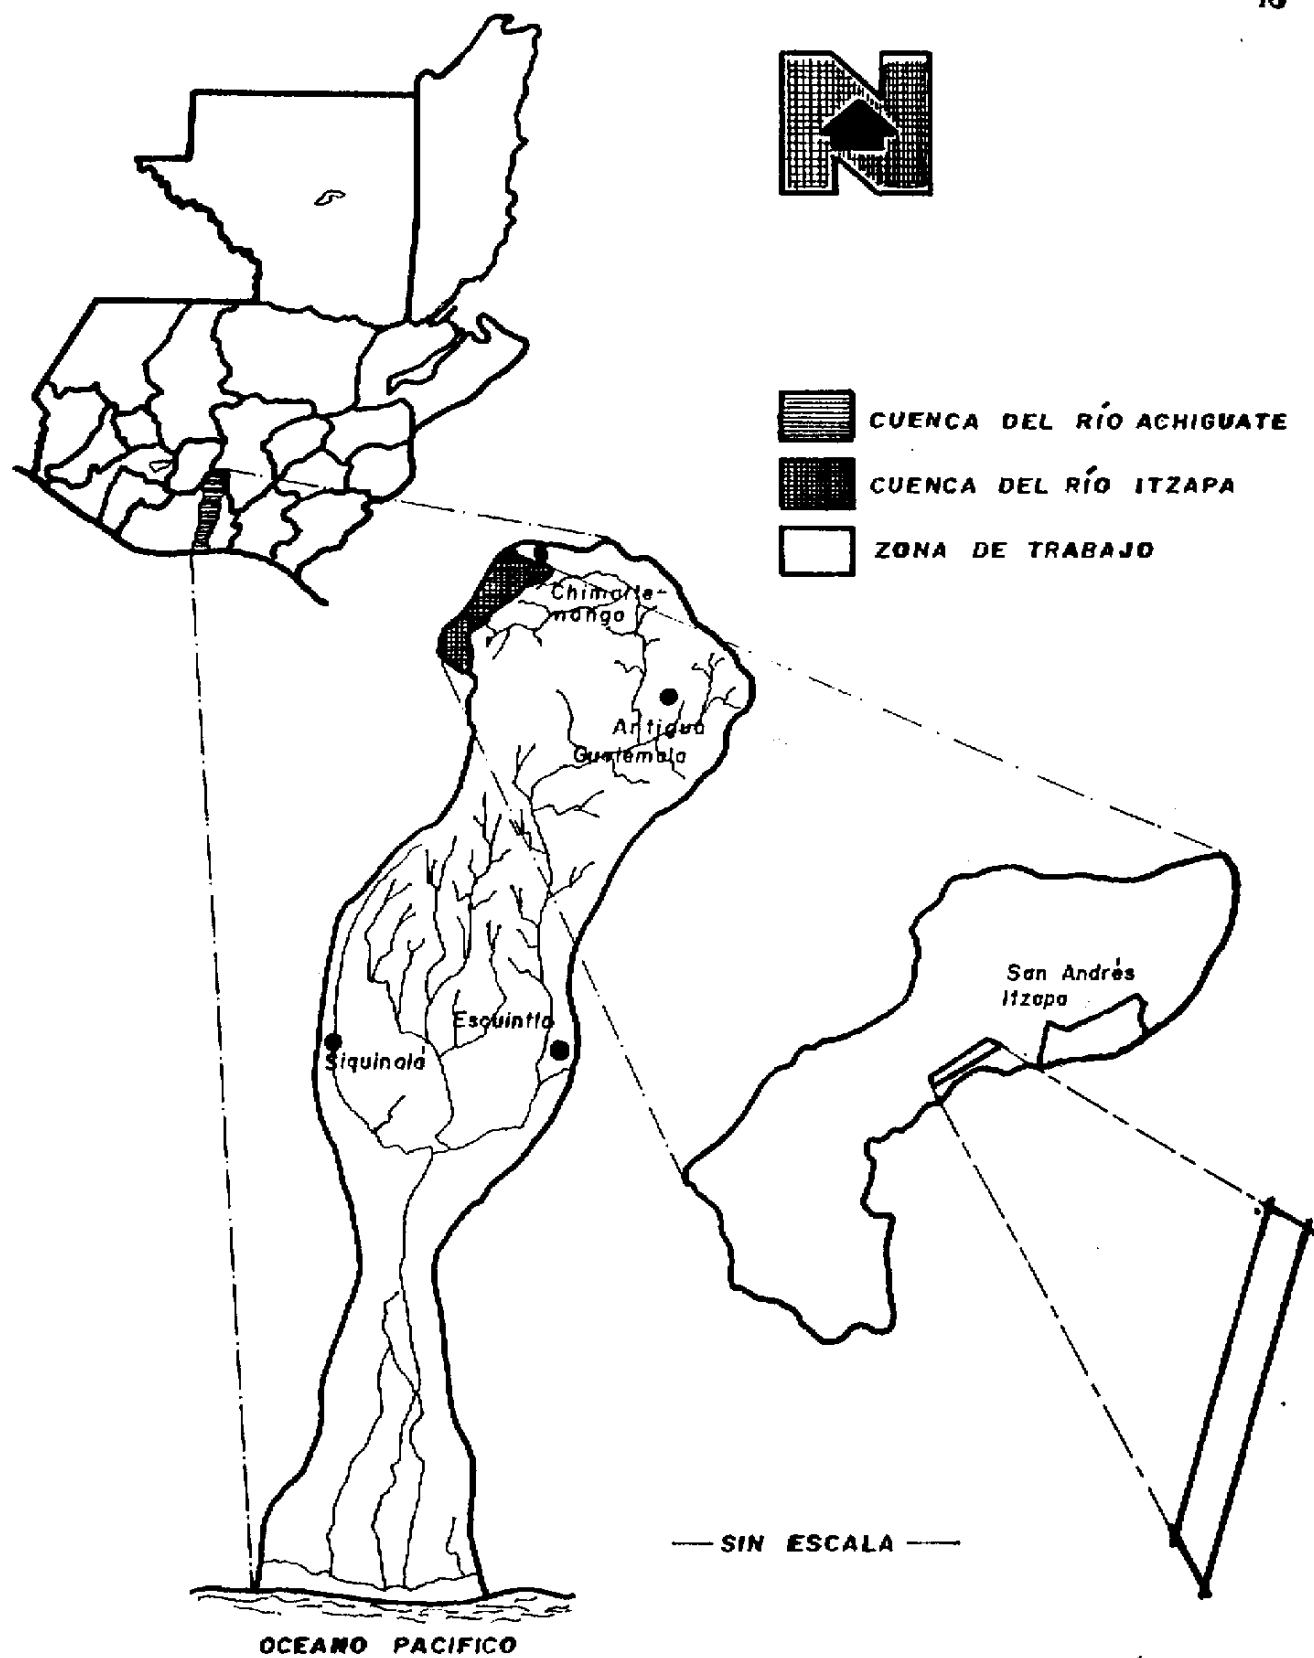 N
CUENCA DEL RÍO ACHIGUATE
CUENCA DEL RÍO ITZAPA
ZONA DE TRABAJO
Chimalte-
nango
Antigua
Guatemala
San Andrés
Itzapa
Escuintla
Siquinalá
— SIN ESCALA —
OCEANO PACIFICO